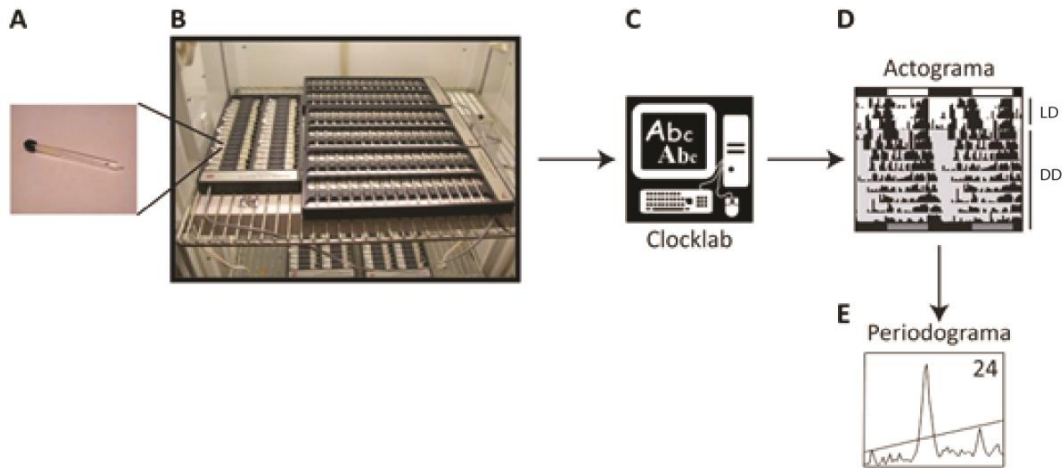 A
B
C
D
Actograma
LD
DD
Abc
Abc
Clocklab
E
Periodograma
24